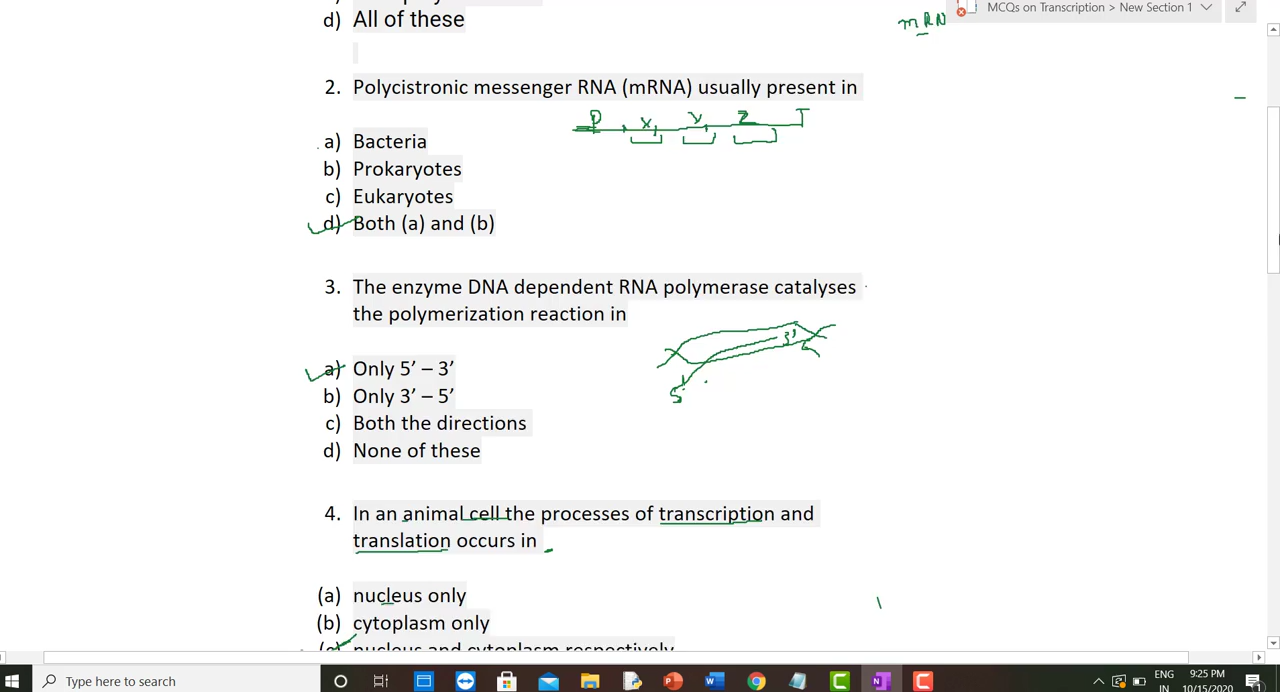 MCQs on Transcription > New Section 1
d) All of these
mRN
2. Polycistronic messenger RNA (mRNA) usually present in
P X Y Z T
a) Bacteria
b) Prokaryotes
c) Eukaryotes
d) Both (a) and (b)
3. The enzyme DNA dependent RNA polymerase catalyses
the polymerization reaction in
3'
5'
a) Only 5’ – 3’
b) Only 3’ – 5’
c) Both the directions
d) None of these
4. In an animal cell the processes of transcription and
translation occurs in
(a) nucleus only
(b) cytoplasm only
(c) nucleus and cytoplasm respectively
Type here to search
ENG
IN
9:25 PM
10/15/2020